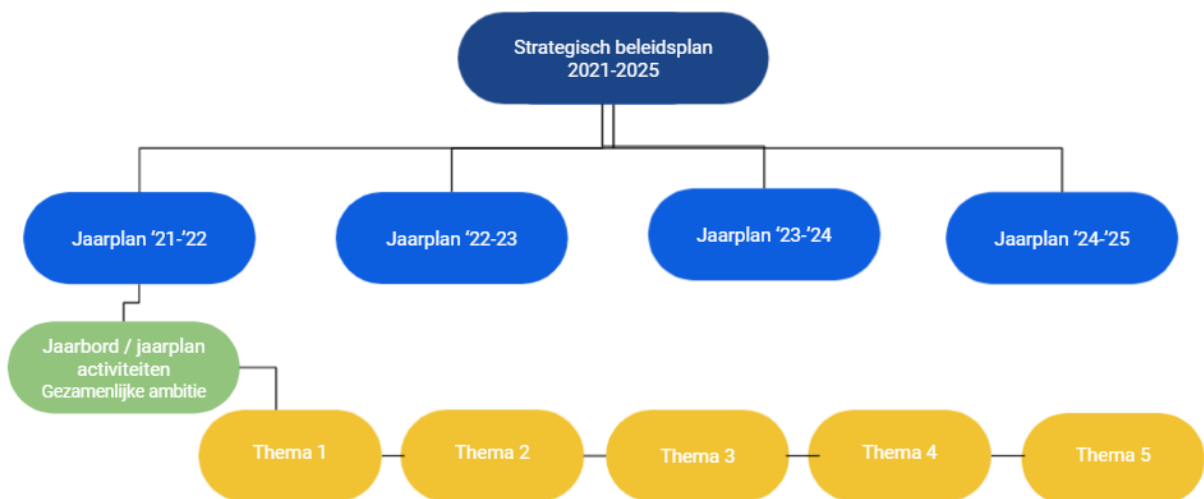 Strategisch beleidsplan
2021-2025
Jaarplan ‘21-’22
Jaarplan ‘22-23
Jaarplan ‘23-’24
Jaarplan ‘24-’25
Jaarbord / jaarplan
activiteiten
Gezamenlijke ambitie
Thema 1
Thema 2
Thema 3
Thema 4
Thema 5